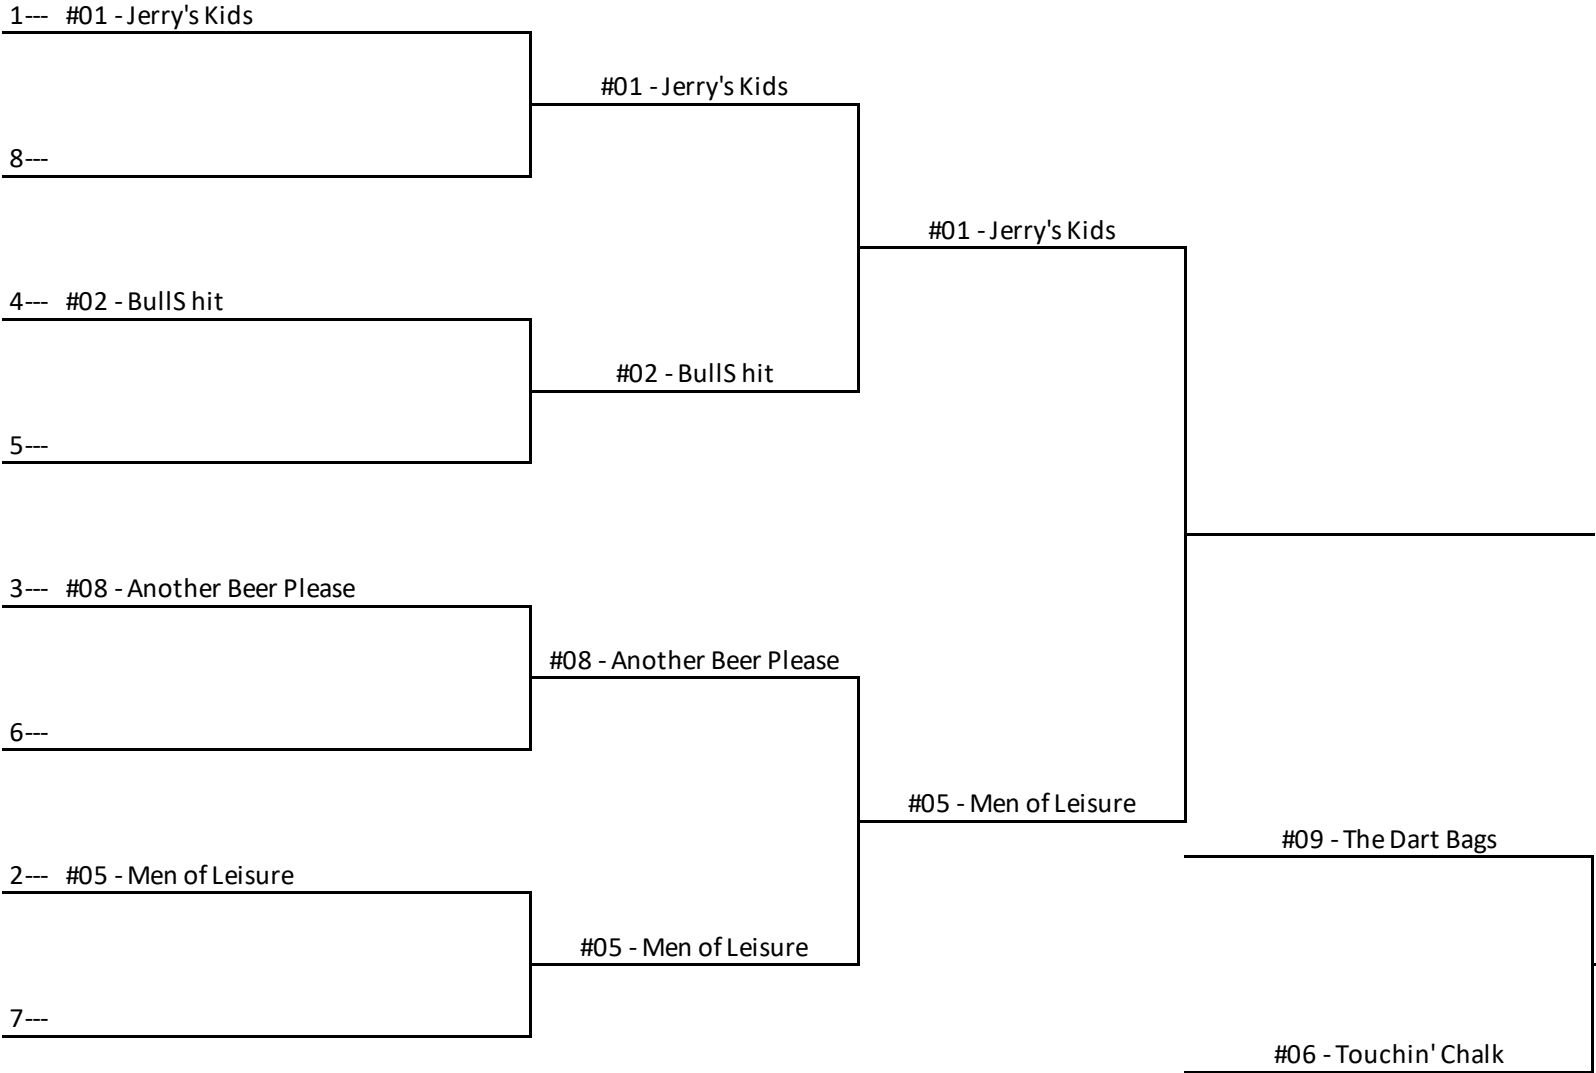 1--- #01 - Jerry's Kids
#01 - Jerry's Kids
8---
#01 - Jerry's Kids
4--- #02 - BullS hit
#02 - BullS hit
5---
3--- #08 - Another Beer Please
#08 - Another Beer Please
6---
#05 - Men of Leisure
#09 - The Dart Bags
2--- #05 - Men of Leisure
#05 - Men of Leisure
7---
#06 - Touchin' Chalk